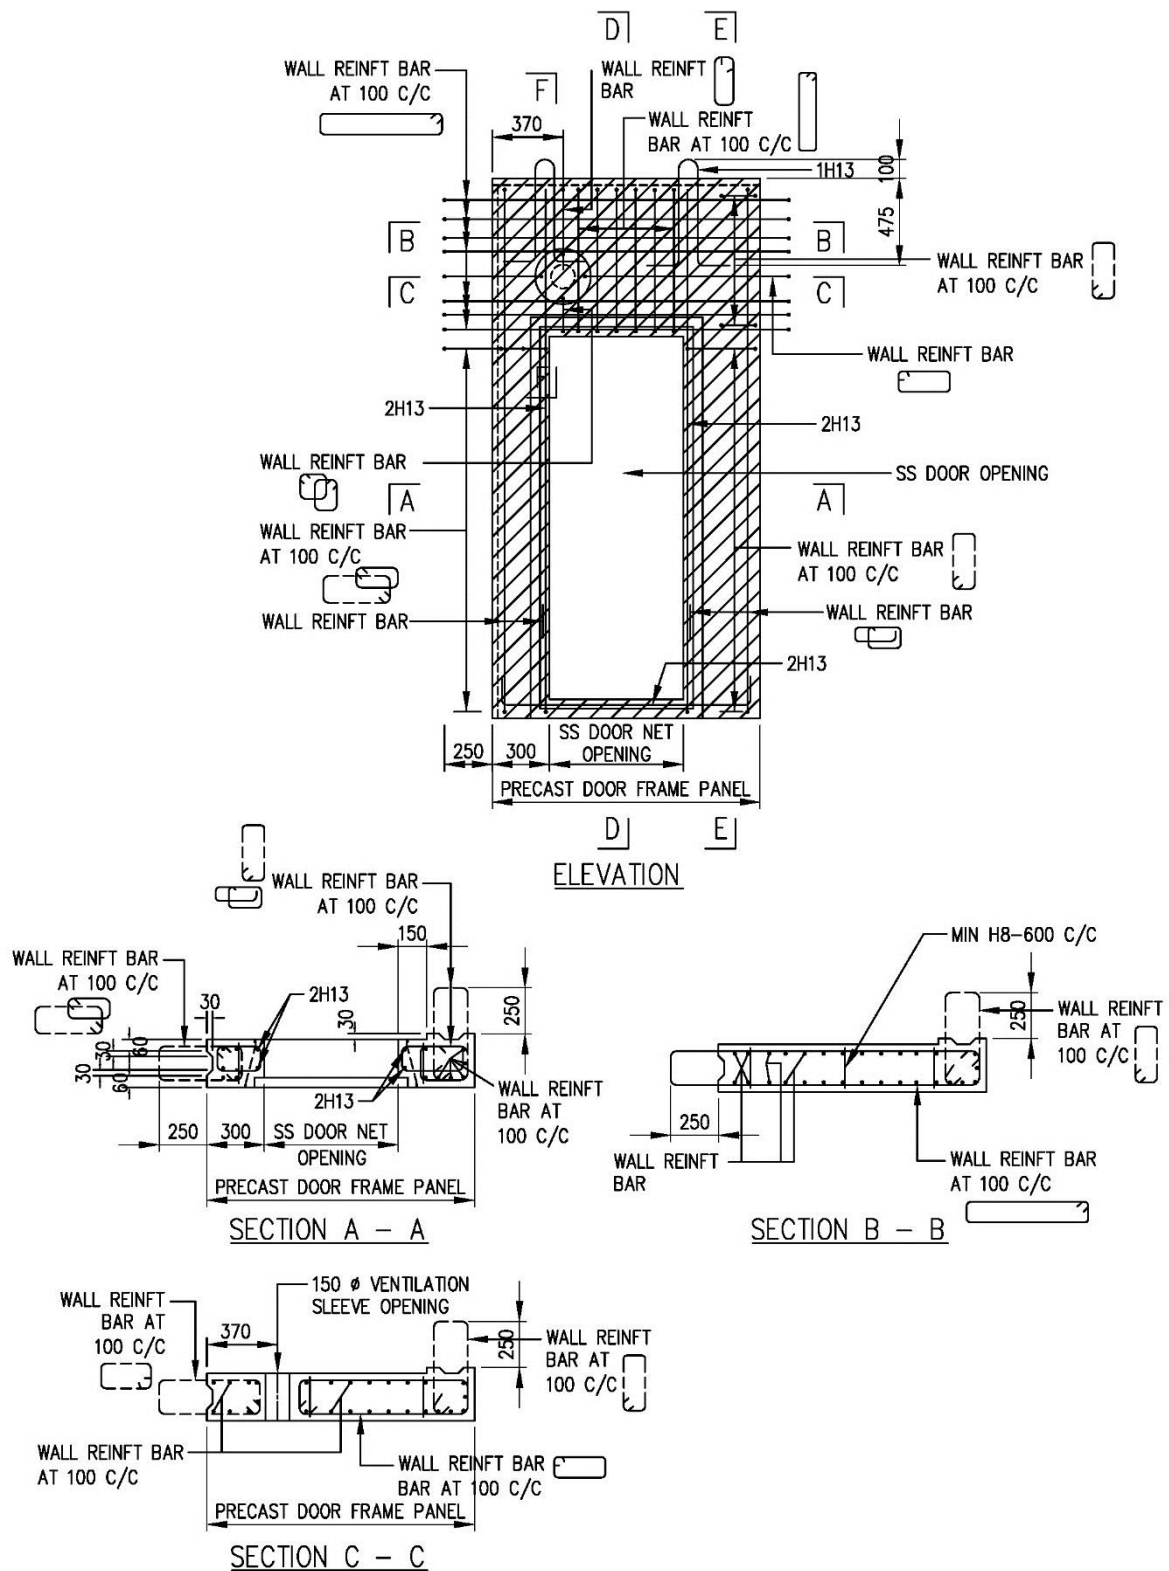 D
E
WALL REINFT BAR
AT 100 C/C
F
WALL REINFT
BAR
370
WALL REINFT
BAR AT 100 C/C
1H13
100
475
B
B
WALL REINFT BAR
AT 100 C/C
C
C
WALL REINFT BAR
2H13
2H13
WALL REINFT BAR
SS DOOR OPENING
A
A
WALL REINFT BAR
AT 100 C/C
WALL REINFT BAR
AT 100 C/C
WALL REINFT BAR
WALL REINFT BAR
2H13
250
300
SS DOOR NET
OPENING
PRECAST DOOR FRAME PANEL
D
E
ELEVATION
WALL REINFT BAR
AT 100 C/C
150
WALL REINFT BAR
AT 100 C/C
30
2H13
30
250
60
30
30
60
2H13
WALL REINFT
BAR AT
100 C/C
250
300
SS DOOR NET
OPENING
PRECAST DOOR FRAME PANEL
SECTION A - A
MIN H8-600 C/C
250
WALL REINFT
BAR AT
100 C/C
250
WALL REINFT
BAR
WALL REINFT BAR
AT 100 C/C
SECTION B - B
WALL REINFT
BAR AT
100 C/C
150 ø VENTILATION
SLEEVE OPENING
370
250
WALL REINFT
BAR AT
100 C/C
WALL REINFT BAR
AT 100 C/C
WALL REINFT BAR
BAR AT 100 C/C
PRECAST DOOR FRAME PANEL
SECTION C - C